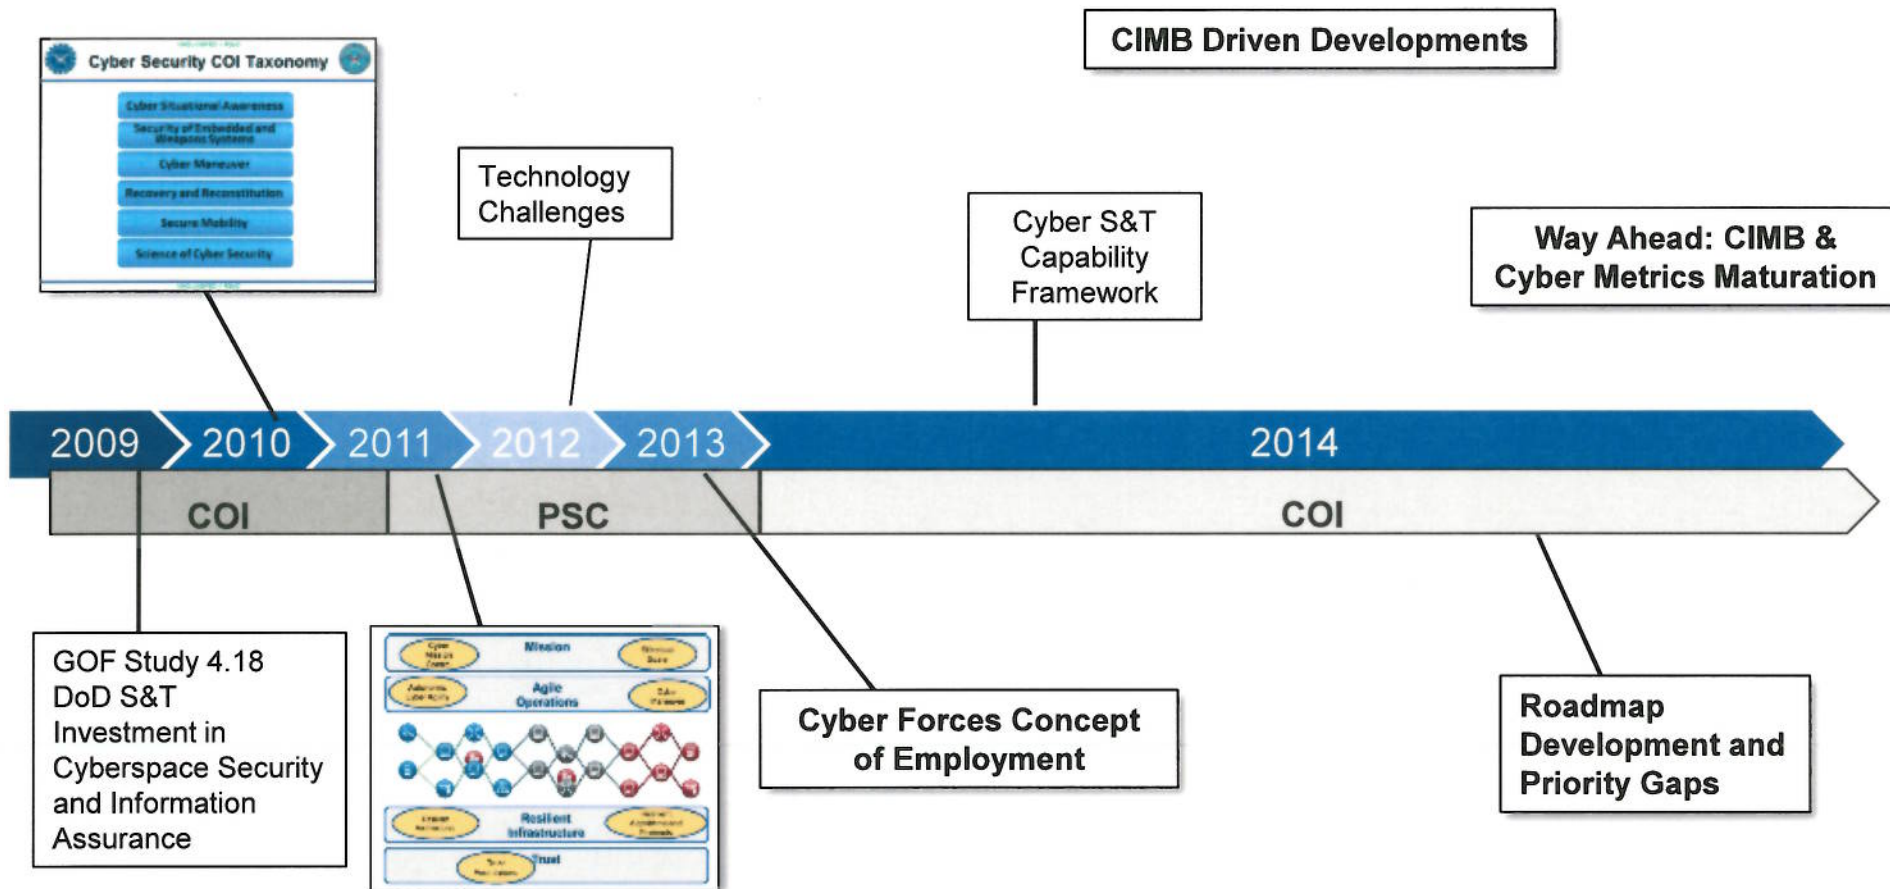 CIMB Driven Developments
Cyber Security COI Taxonomy
Cyber Situational Awareness
Security of Embedded and
Weapons Systems
Cyber Maneuver
Recovery and Reconstitution
Secure Mobility
Science of Cyber Security
Technology
Challenges
Cyber S&T
Capability
Framework
Way Ahead: CIMB &
Cyber Metrics Maturation
2009
2010
2011
2012
2013
2014
COI
PSC
COI
GOF Study 4.18
DoD S&T
Investment in
Cyberspace Security
and Information
Assurance
Mission
Agile
Operations
Cyber
Maneuver
Resilient
Infrastructure
Trust
Cyber Forces Concept
of Employment
Roadmap
Development and
Priority Gaps